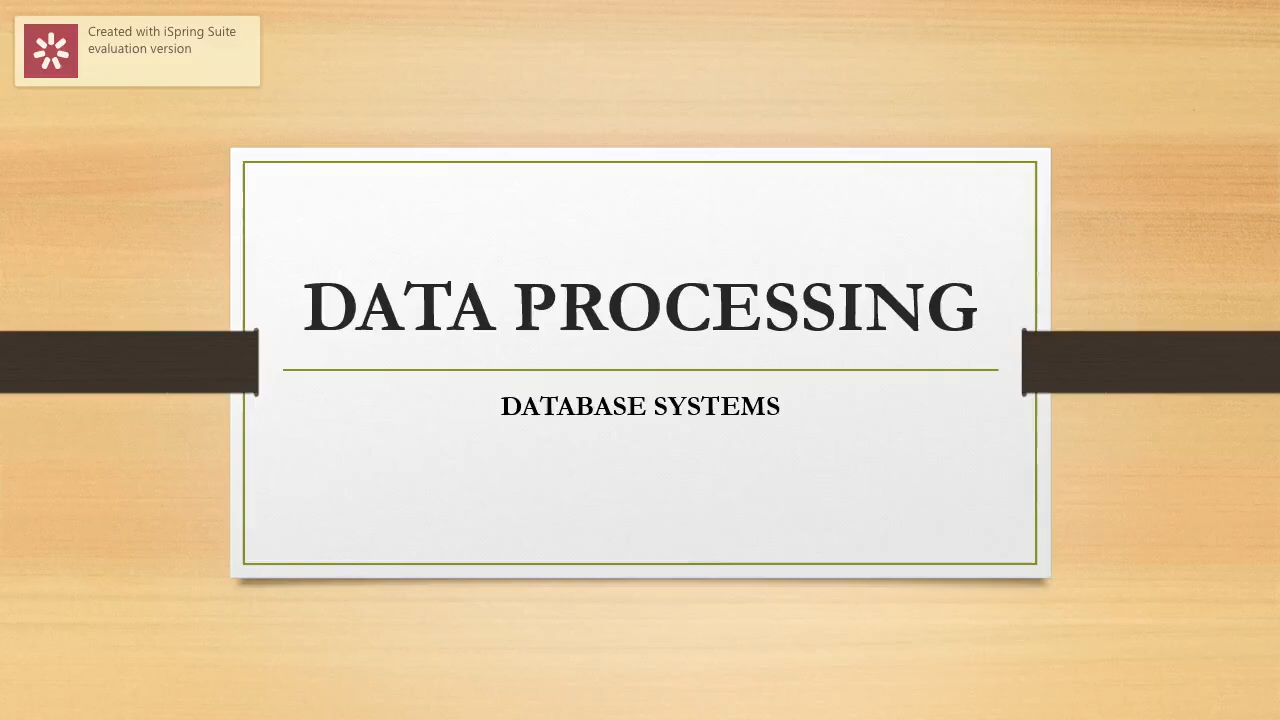 Created with iSpring Suite
evaluation version
DATA PROCESSING
DATABASE SYSTEMS